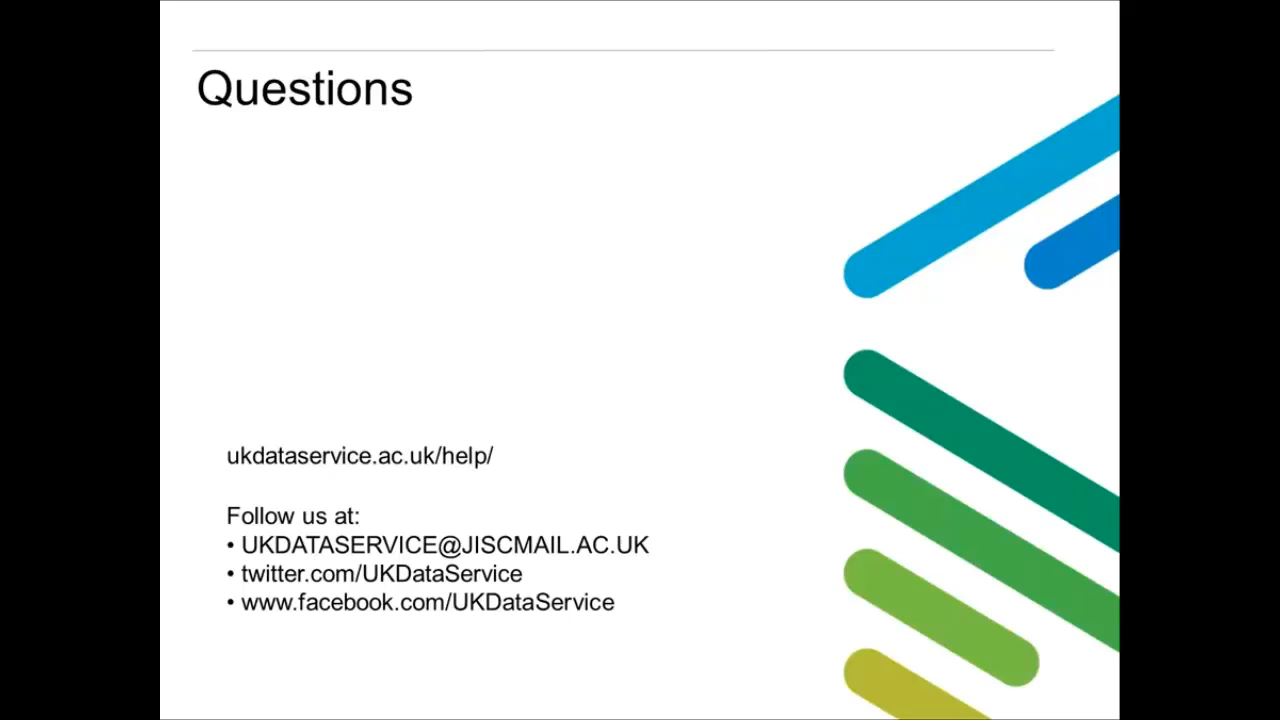 Questions
ukdataservice.ac.uk/help/
Follow us at:
• UKDATASERVICE@JISCMAIL.AC.UK
• twitter.com/UKDataService
• www.facebook.com/UKDataService